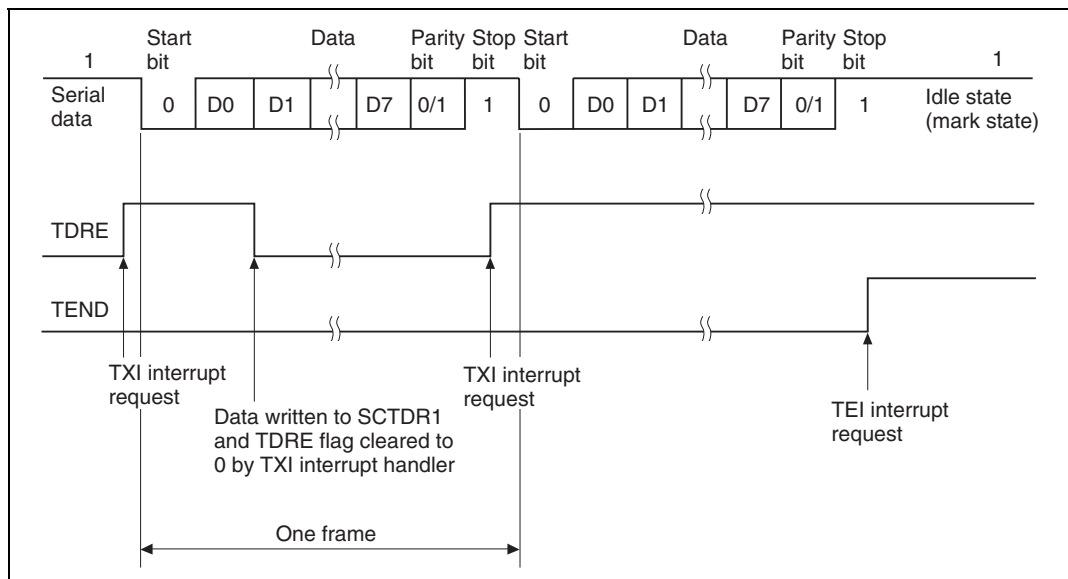 Start bit Data Parity bit Stop bit Start bit Data Parity bit Stop bit
1 1
Serial data 0 D0 D1 D7 0/1 1 0 D0 D1 D7 0/1 1 Idle state (mark state)
TDRE
TEND
TXI interrupt request
Data written to SCTDR1
and TDRE flag cleared to
0 by TXI interrupt handler
TXI interrupt
request
TEI interrupt
request
One frame